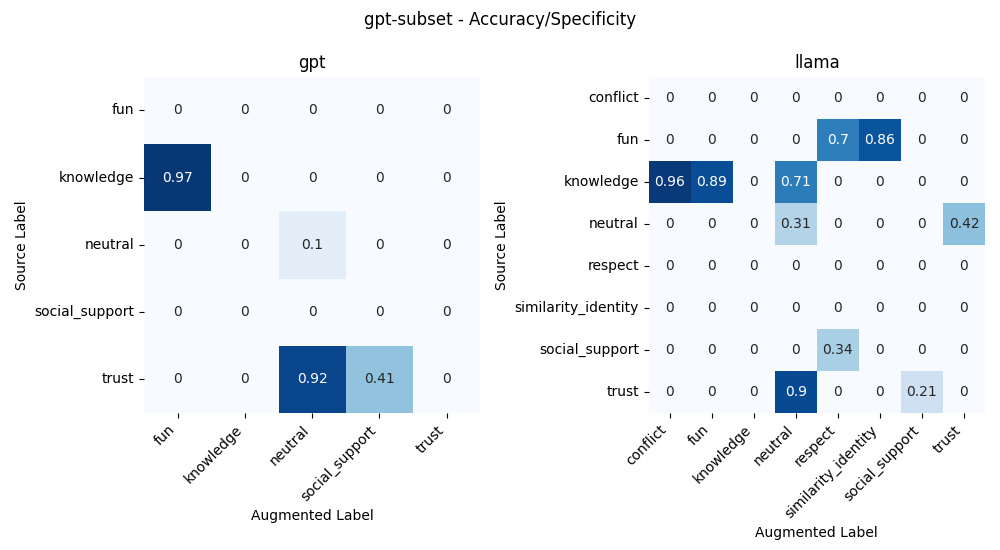 gpt-subset - Accuracy/Specificity
gpt
Source Label
fun 0 0 0 0 0
knowledge 0.97 0 0 0 0
neutral 0 0 0.1 0 0
social_support 0 0 0 0 0
trust 0 0 0.92 0.41 0
fun knowledge neutral social_support trust
Augmented Label
llama
Source Label
conflict 0 0 0 0 0 0 0 0
fun 0 0 0 0 0.7 0.86 0 0
knowledge 0.96 0.89 0 0.71 0 0 0 0
neutral 0 0 0 0.31 0 0 0 0.42
respect 0 0 0 0 0 0 0 0
similarity_identity 0 0 0 0 0 0 0 0
social_support 0 0 0 0 0.34 0 0 0
trust 0 0 0 0.9 0 0 0.21 0
conflict fun knowledge neutral respect similarity_identity social_support trust
Augmented Label